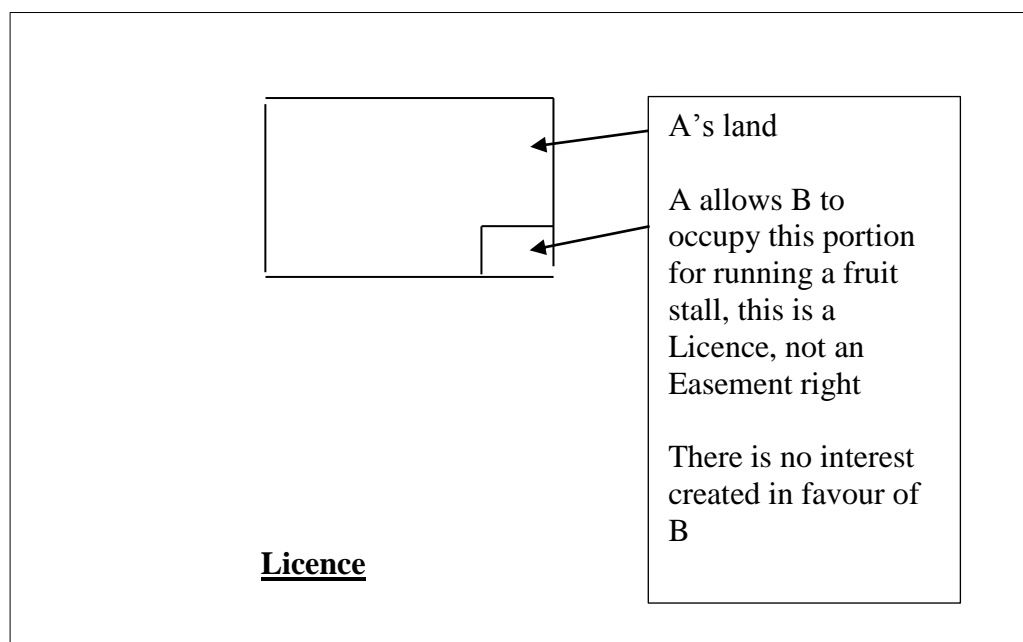 A’s land
A allows B to
occupy this portion
for running a fruit
stall, this is a
Licence, not an
Easement right
There is no interest
created in favour of
B
Licence